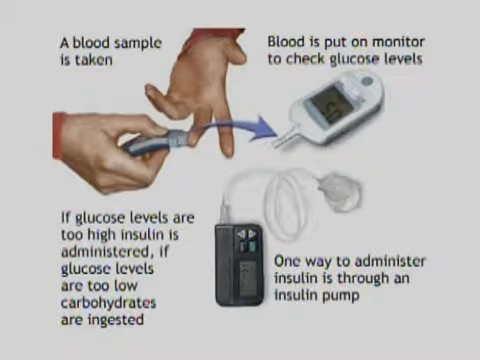 A blood sample
is taken
Blood is put on monitor
to check glucose levels
If glucose levels are
too high insulin is
administered, if
glucose levels
are too low
carbohydrates
are ingested
One way to administer
insulin is through an
insulin pump